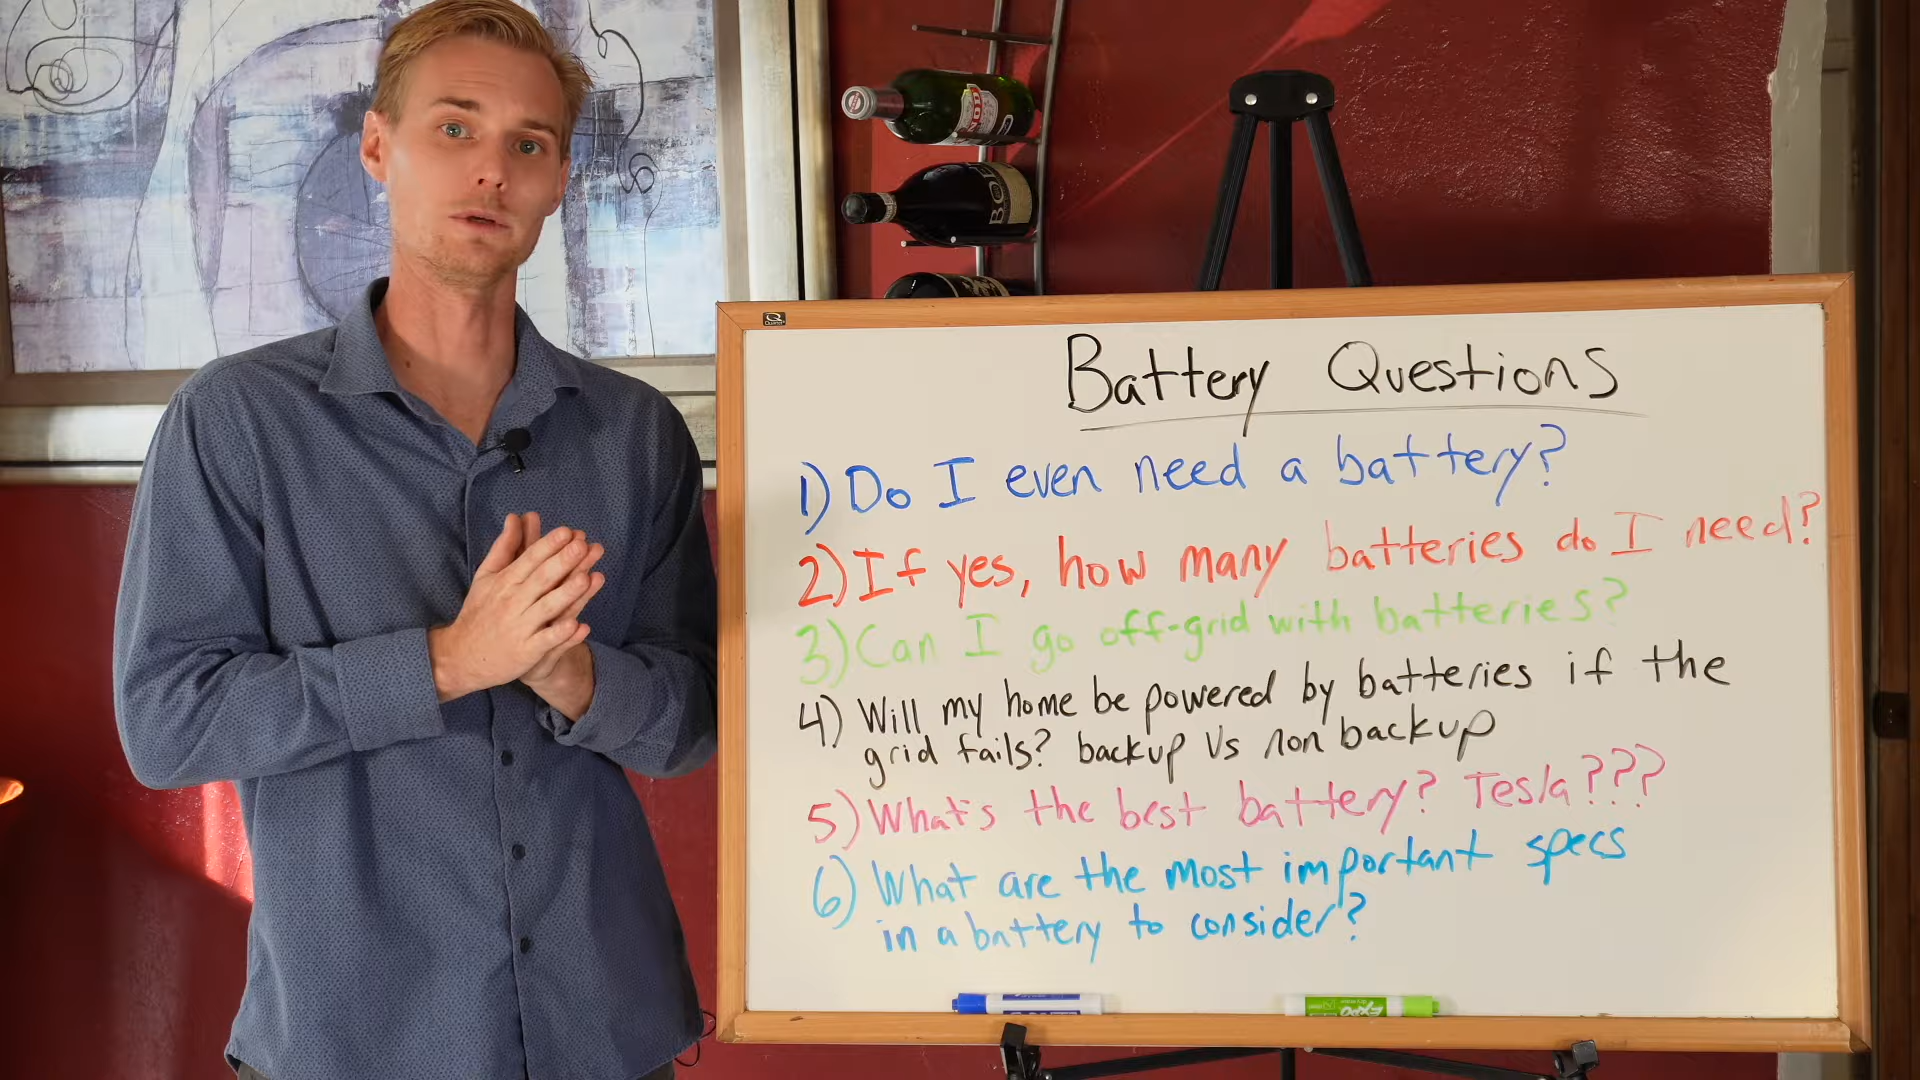 Battery Questions
1) Do I even need a battery?
2) If yes, how many batteries do I need?
3) Can I go off-grid with batteries?
4) Will my home be powered by batteries if the
grid fails? backup vs non backup
5) What's the best battery? Tesla???
6) What are the most important specs
in a battery to consider?
EXPO